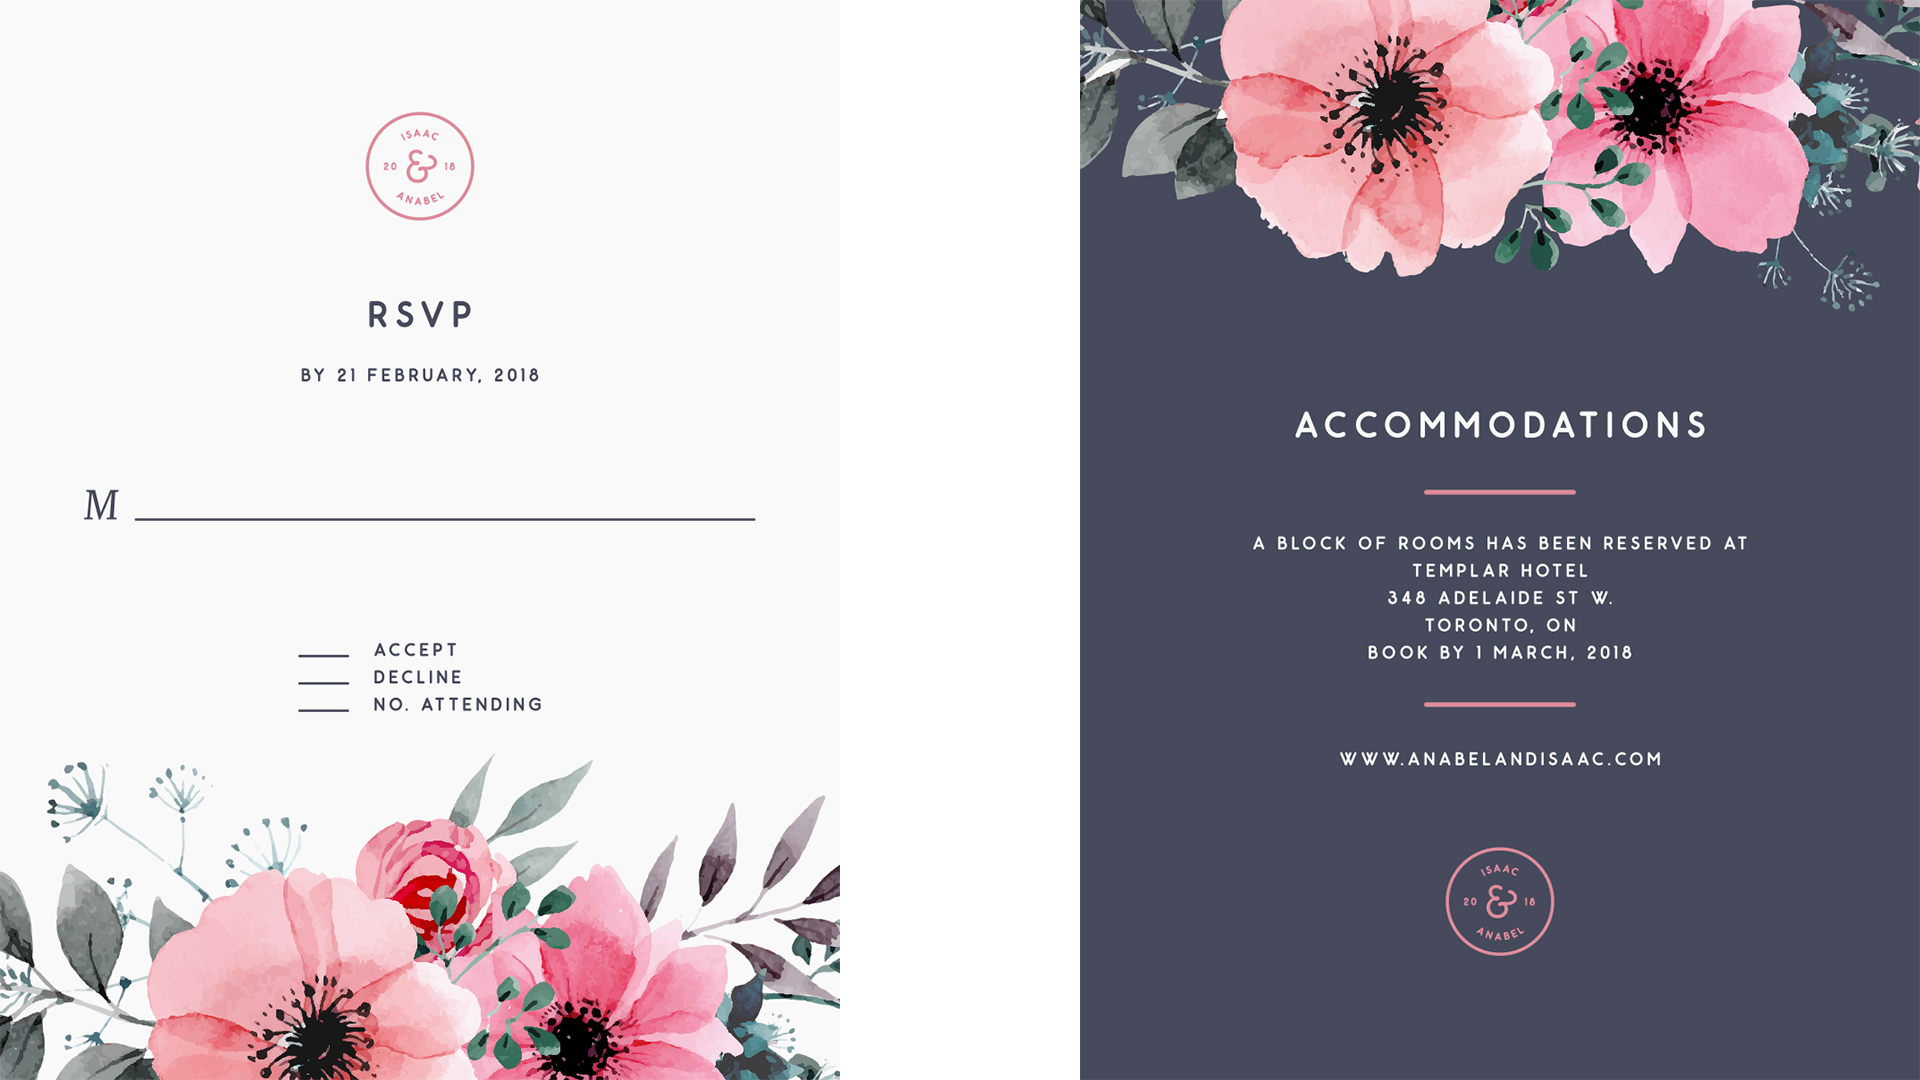 ISAAC
20 & 18
ANABEL
RSVP
BY 21 FEBRUARY, 2018
M
ACCEPT
DECLINE
NO. ATTENDING
ACCOMMODATIONS
A BLOCK OF ROOMS HAS BEEN RESERVED AT
TEMPLAR HOTEL
348 ADELAIDE ST W.
TORONTO, ON
BOOK BY 1 MARCH, 2018
WWW.ANABELANDISAAC.COM
ISAAC
20 & 18
ANABEL